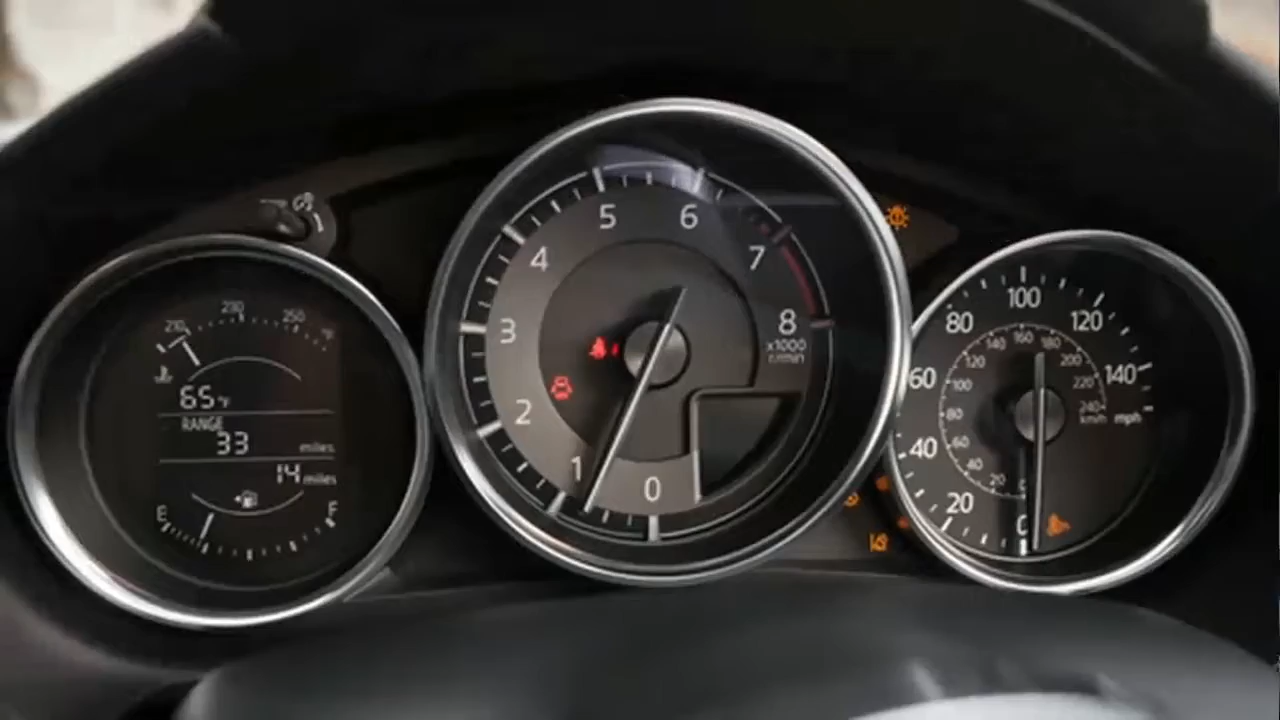 210 230 250 °F
65 °F
RANGE
33 miles
14 miles
E F
0 1 2 3 4 5 6 7 8
x1000
r/min
0 20 40 60 80 100 120 140
mph
20 40 60 80 100 120 140 160 180 200 220 240
km/h